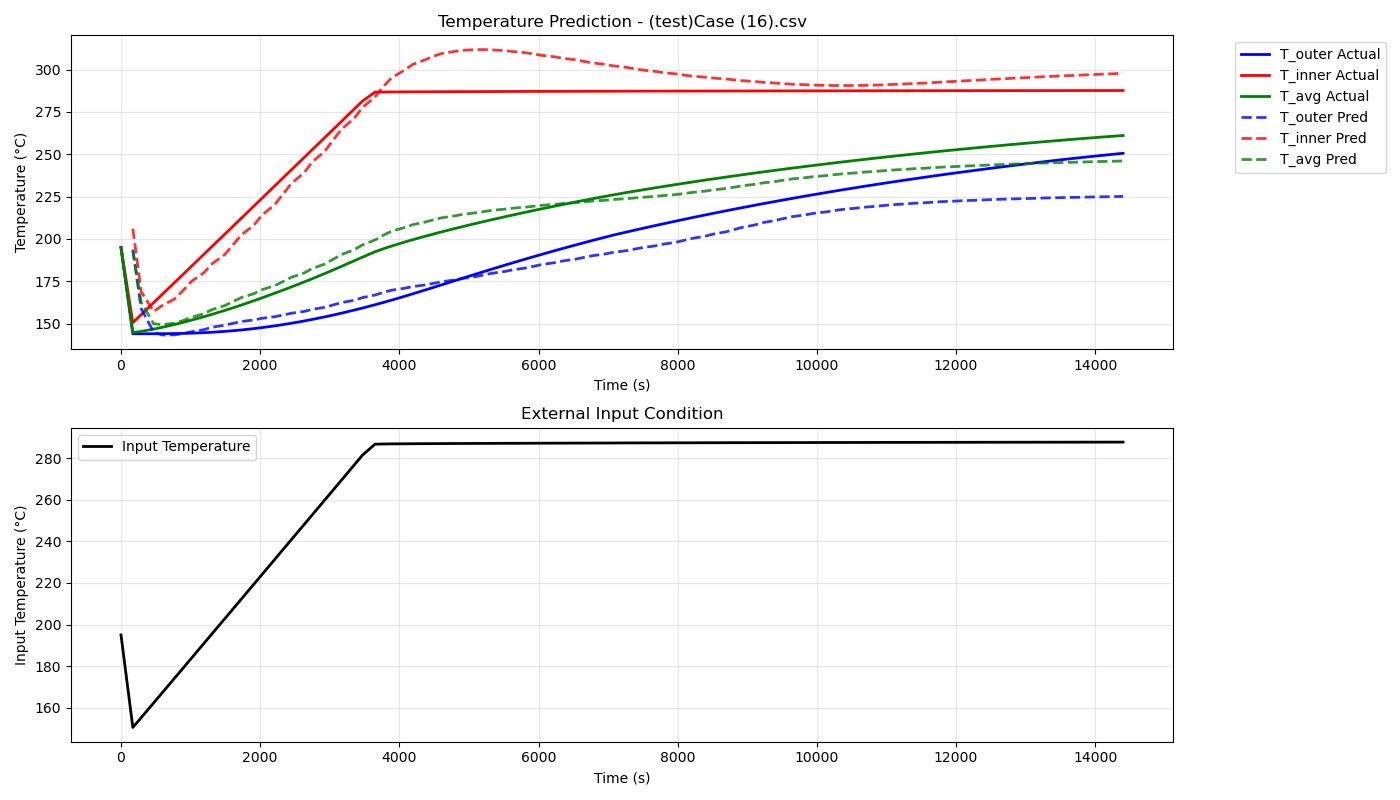 Temperature Prediction - (test)Case (16).csv
Temperature (°C)
300
275
250
225
200
175
150
0 2000 4000 6000 8000 10000 12000 14000
Time (s)
T_outer Actual
T_inner Actual
T_avg Actual
T_outer Pred
T_inner Pred
T_avg Pred
External Input Condition
Input Temperature
Input Temperature (°C)
280
260
240
220
200
180
160
0 2000 4000 6000 8000 10000 12000 14000
Time (s)